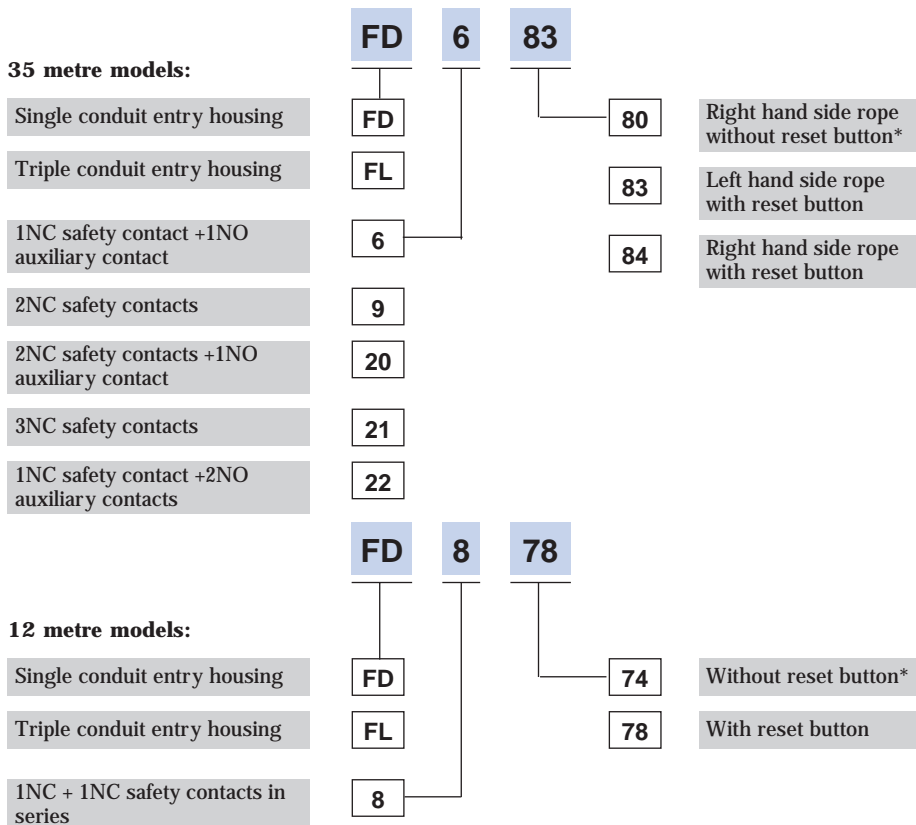 FD 6 83
35 metre models:
Single conduit entry housing FD
80 Right hand side rope
without reset button*
Triple conduit entry housing FL
83 Left hand side rope
with reset button
1NC safety contact +1NO
auxiliary contact 6
84 Right hand side rope
with reset button
2NC safety contacts 9
2NC safety contacts +1NO
auxiliary contact 20
3NC safety contacts 21
1NC safety contact +2NO
auxiliary contacts 22
FD 8 78
12 metre models:
Single conduit entry housing FD 74 Without reset button*
Triple conduit entry housing FL 78 With reset button
1NC + 1NC safety contacts in
series 8